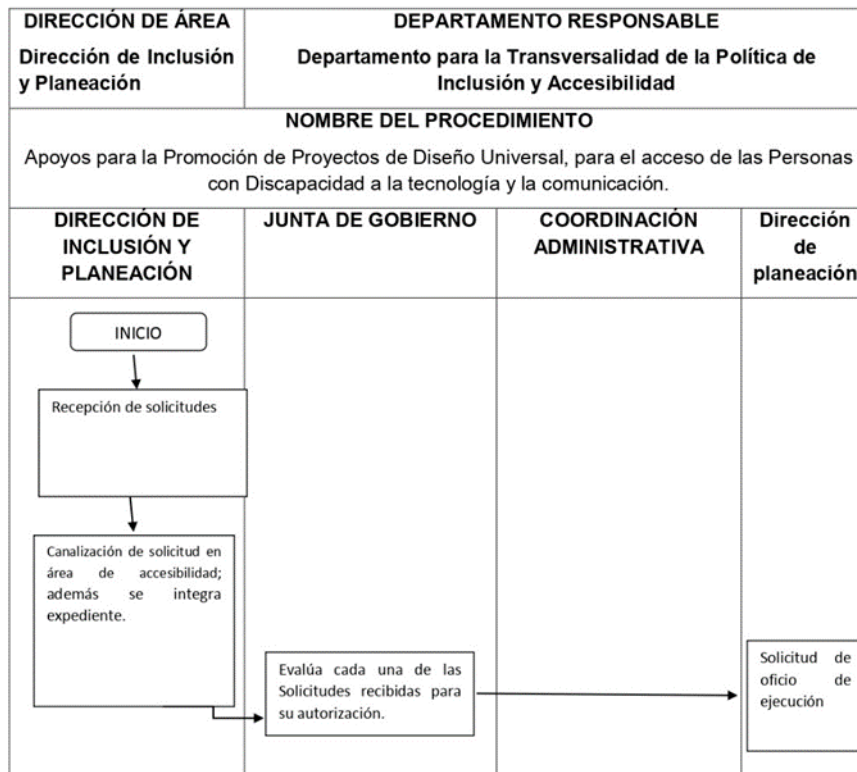 DIRECCIÓN DE ÁREA
Dirección de Inclusión
y Planeación
DEPARTAMENTO RESPONSABLE
Departamento para la Transversalidad de la Política de
Inclusión y Accesibilidad
NOMBRE DEL PROCEDIMIENTO
Apoyos para la Promoción de Proyectos de Diseño Universal, para el acceso de las Personas
con Discapacidad a la tecnología y la comunicación.
DIRECCIÓN DE
INCLUSIÓN Y
PLANEACIÓN
JUNTA DE GOBIERNO
COORDINACIÓN
ADMINISTRATIVA
Dirección
de
planeación
INICIO
Recepción de solicitudes
Canalización de solicitud en
área de accesibilidad;
además se integra
expediente.
Evalúa cada una de las
Solicitudes recibidas para
su autorización.
Solicitud de
oficio de
ejecución